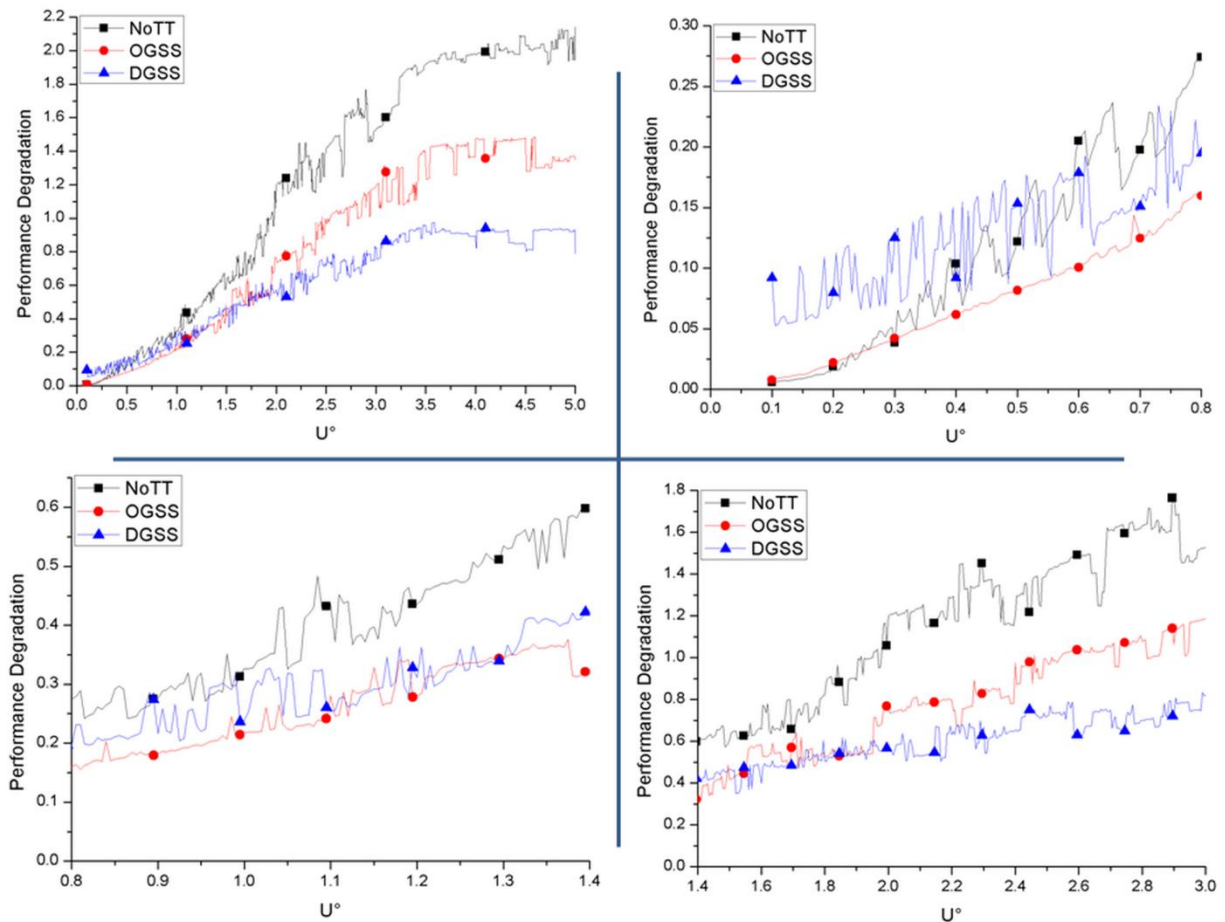 NoTT
OGSS
DGSS
Performance Degradation
2.2
2.0
1.8
1.6
1.4
1.2
1.0
0.8
0.6
0.4
0.2
0.0
0.0 0.5 1.0 1.5 2.0 2.5 3.0 3.5 4.0 4.5 5.0
U°
NoTT
OGSS
DGSS
Performance Degradation
0.30
0.25
0.20
0.15
0.10
0.05
0.00
0.0 0.1 0.2 0.3 0.4 0.5 0.6 0.7 0.8
U°
NoTT
OGSS
DGSS
Performance Degradation
0.6
0.5
0.4
0.3
0.2
0.1
0.0
0.8 0.9 1.0 1.1 1.2 1.3 1.4
U°
NoTT
OGSS
DGSS
Performance Degradation
1.8
1.6
1.4
1.2
1.0
0.8
0.6
0.4
0.2
0.0
1.4 1.6 1.8 2.0 2.2 2.4 2.6 2.8 3.0
U°